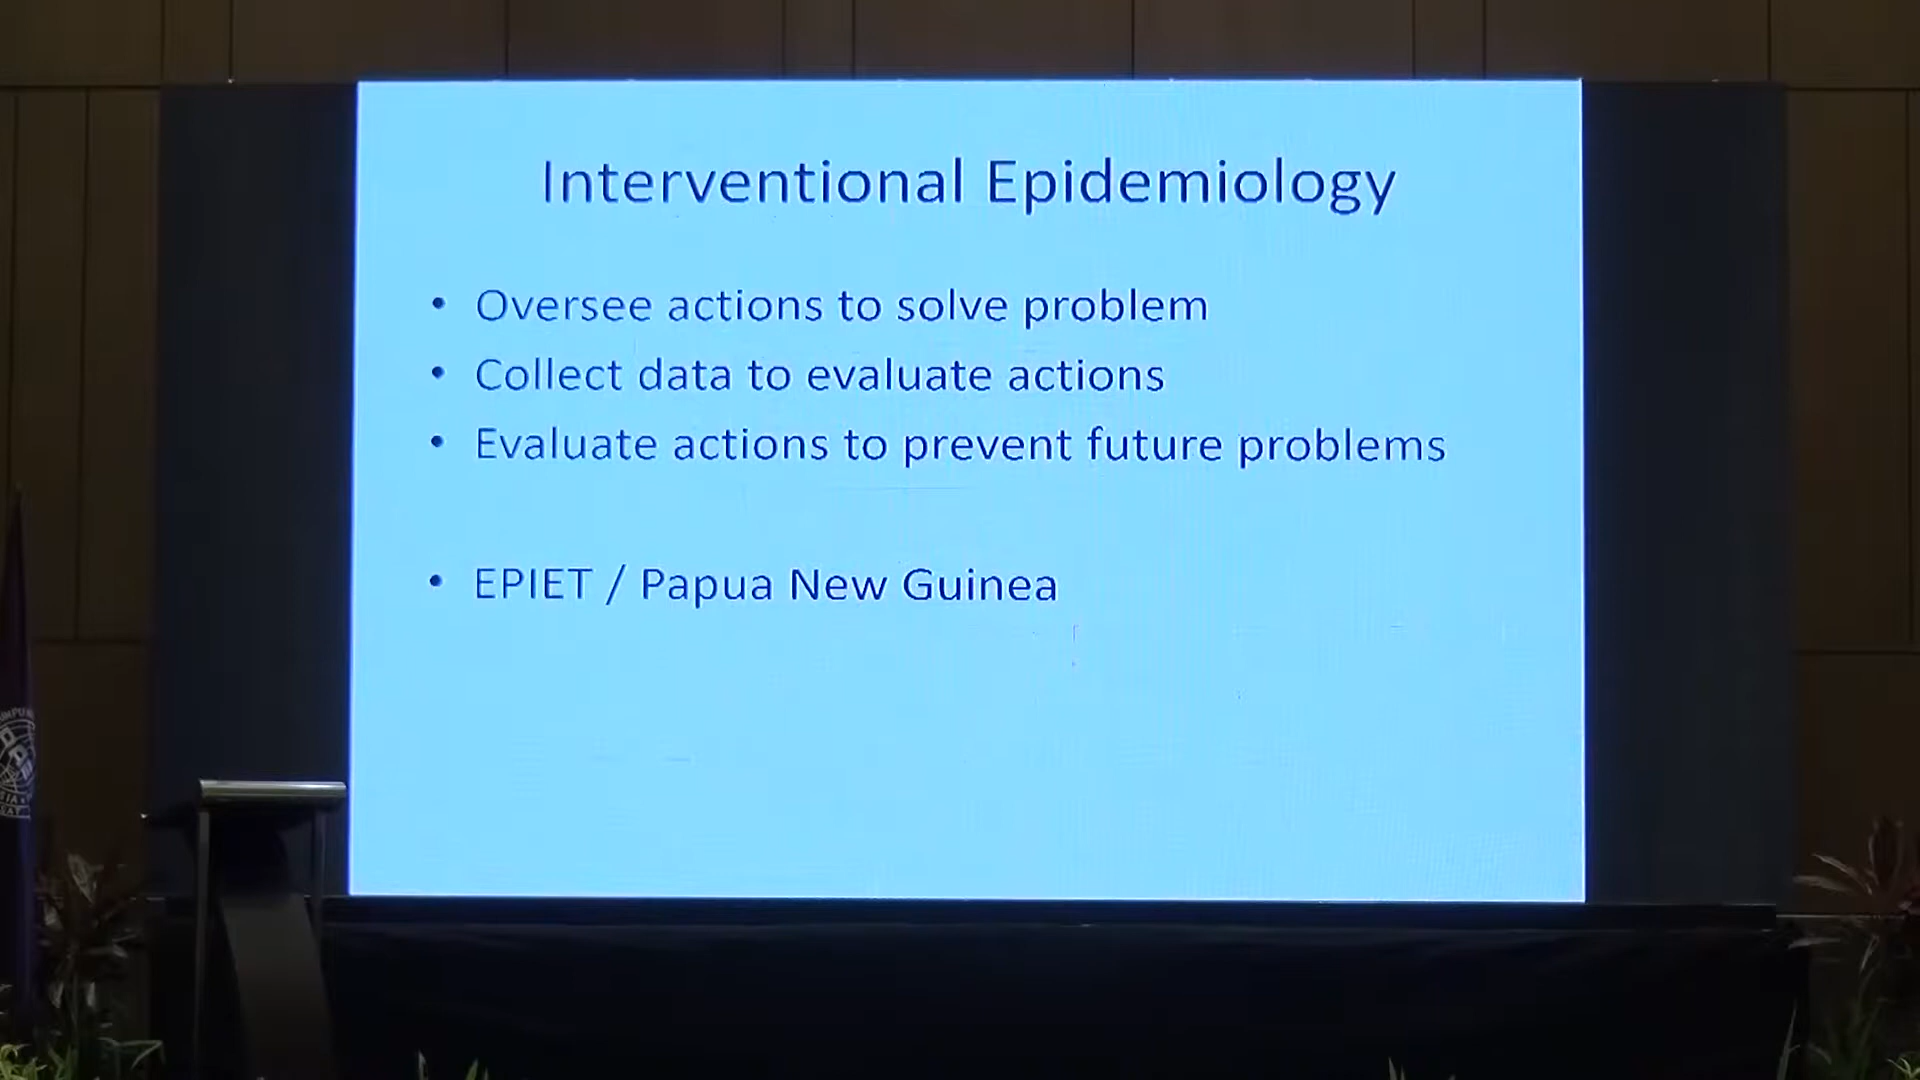 Interventional Epidemiology
• Oversee actions to solve problem
• Collect data to evaluate actions
• Evaluate actions to prevent future problems
• EPIET / Papua New Guinea